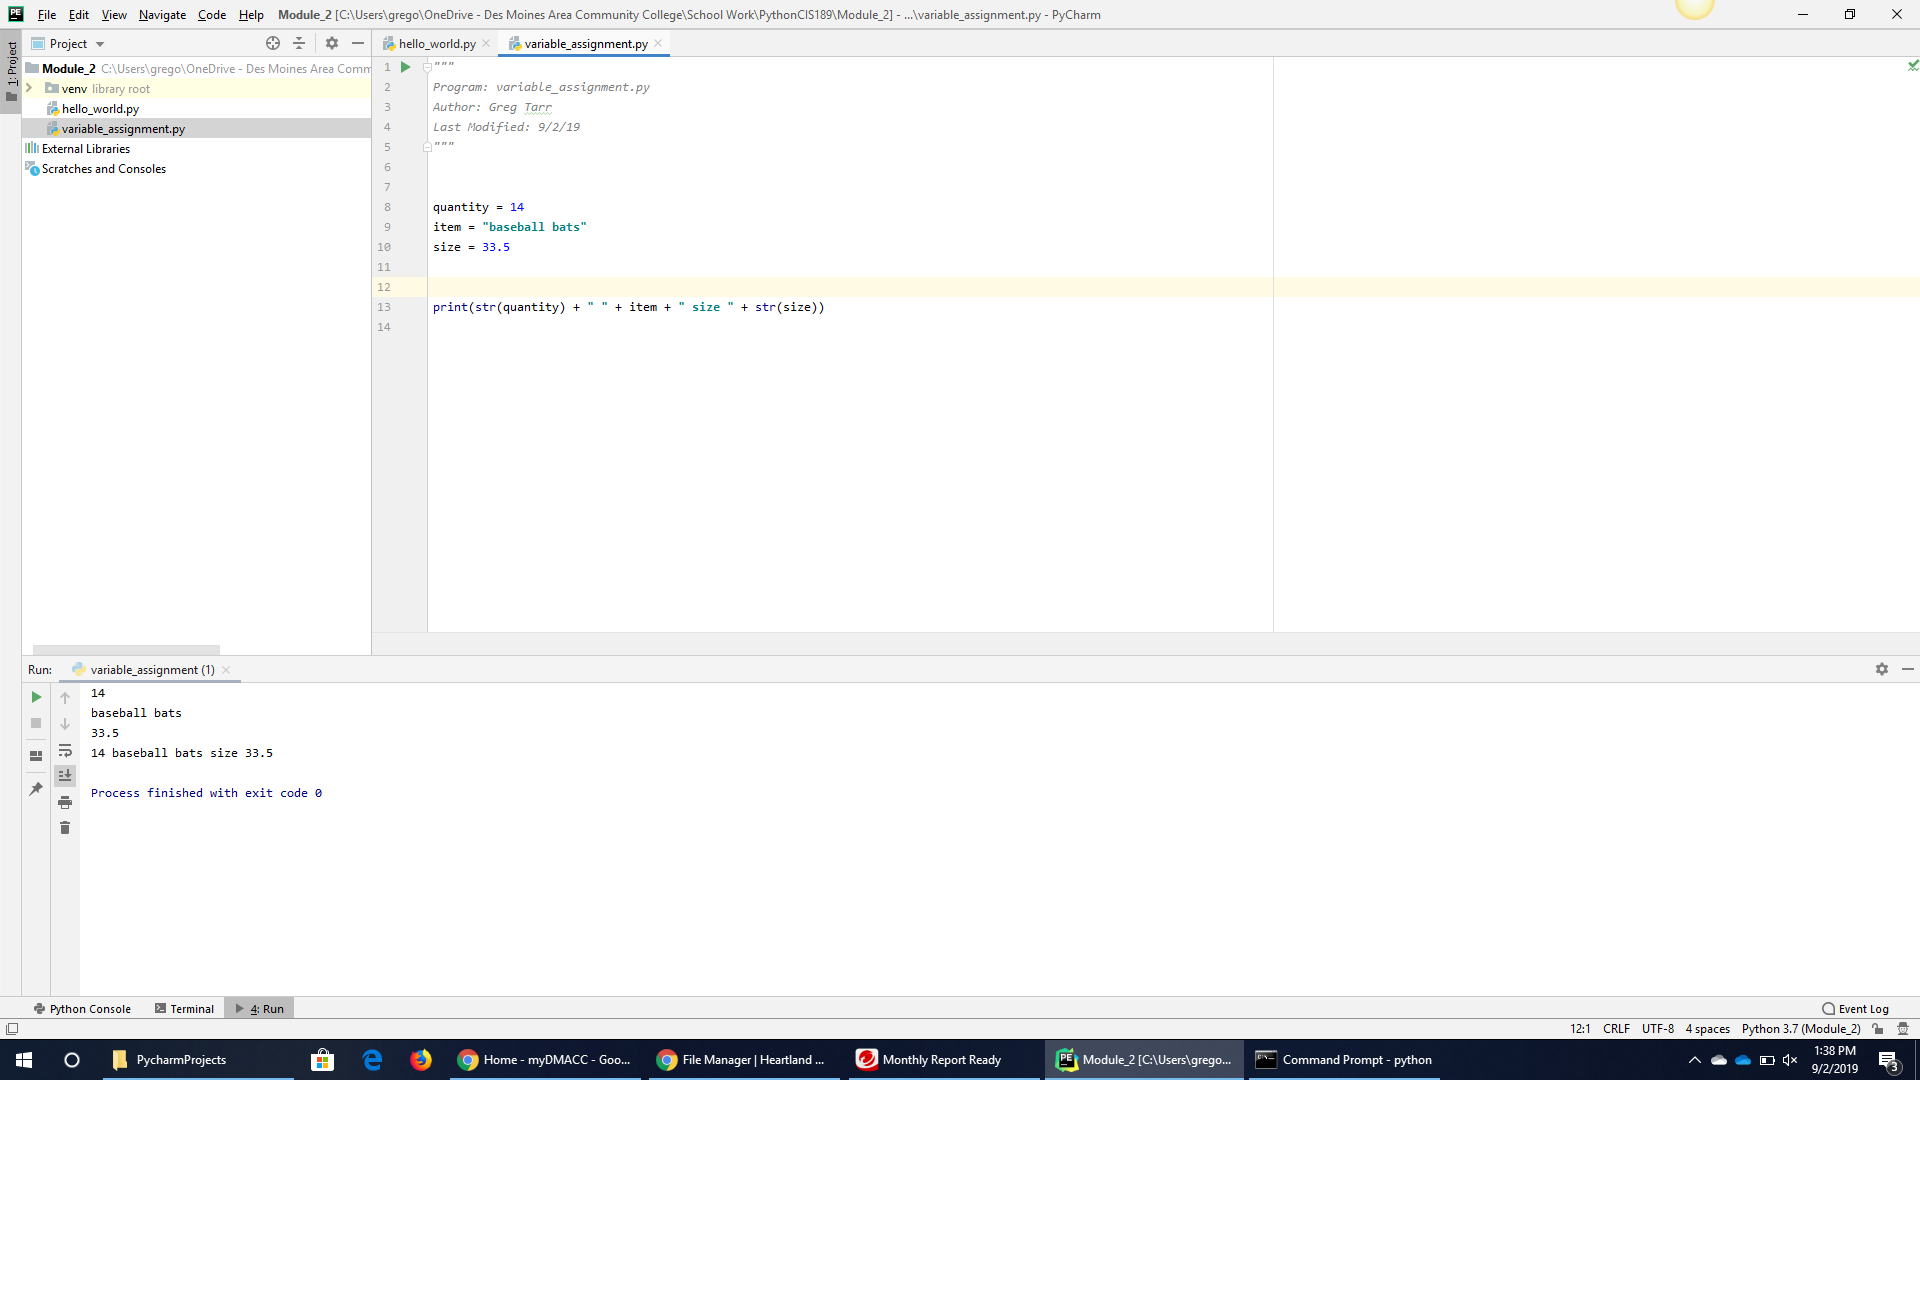 PE File Edit View Navigate Code Help Module_2 [C:\Users\grego\OneDrive - Des Moines Area Community College\School Work\PythonCIS189\Module_2] - ...\variable_assignment.py - PyCharm
1: Project
Project
Module_2 C:\Users\grego\OneDrive - Des Moines Area Comm
venv library root
hello_world.py
variable_assignment.py
External Libraries
Scratches and Consoles
hello_world.py variable_assignment.py
1 """
2 Program: variable_assignment.py
3 Author: Greg Tarr
4 Last Modified: 9/2/19
5 """
6
7
8 quantity = 14
9 item = "baseball bats"
10 size = 33.5
11
12
13 print(str(quantity) + " " + item + " size " + str(size))
14
Run: variable_assignment (1)
14
baseball bats
33.5
14 baseball bats size 33.5
Process finished with exit code 0
Python Console Terminal 4: Run Event Log
12:1 CRLF UTF-8 4 spaces Python 3.7 (Module_2)
PycharmProjects Home - myDMACC - Goo... File Manager | Heartland ... Monthly Report Ready PE Module_2 [C:\Users\grego... Command Prompt - python 1:38 PM
9/2/2019 3